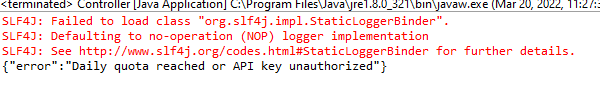 <terminated> Controller [Java Application] C:\Program Files\Java\jre1.8.0_321\bin\javaw.exe (Mar 20, 2022, 11:27:
SLF4J: Failed to load class "org.slf4j.impl.StaticLoggerBinder".
SLF4J: Defaulting to no-operation (NOP) logger implementation
SLF4J: See http://www.slf4j.org/codes.html#StaticLoggerBinder for further details.
{"error":"Daily quota reached or API key unauthorized"}